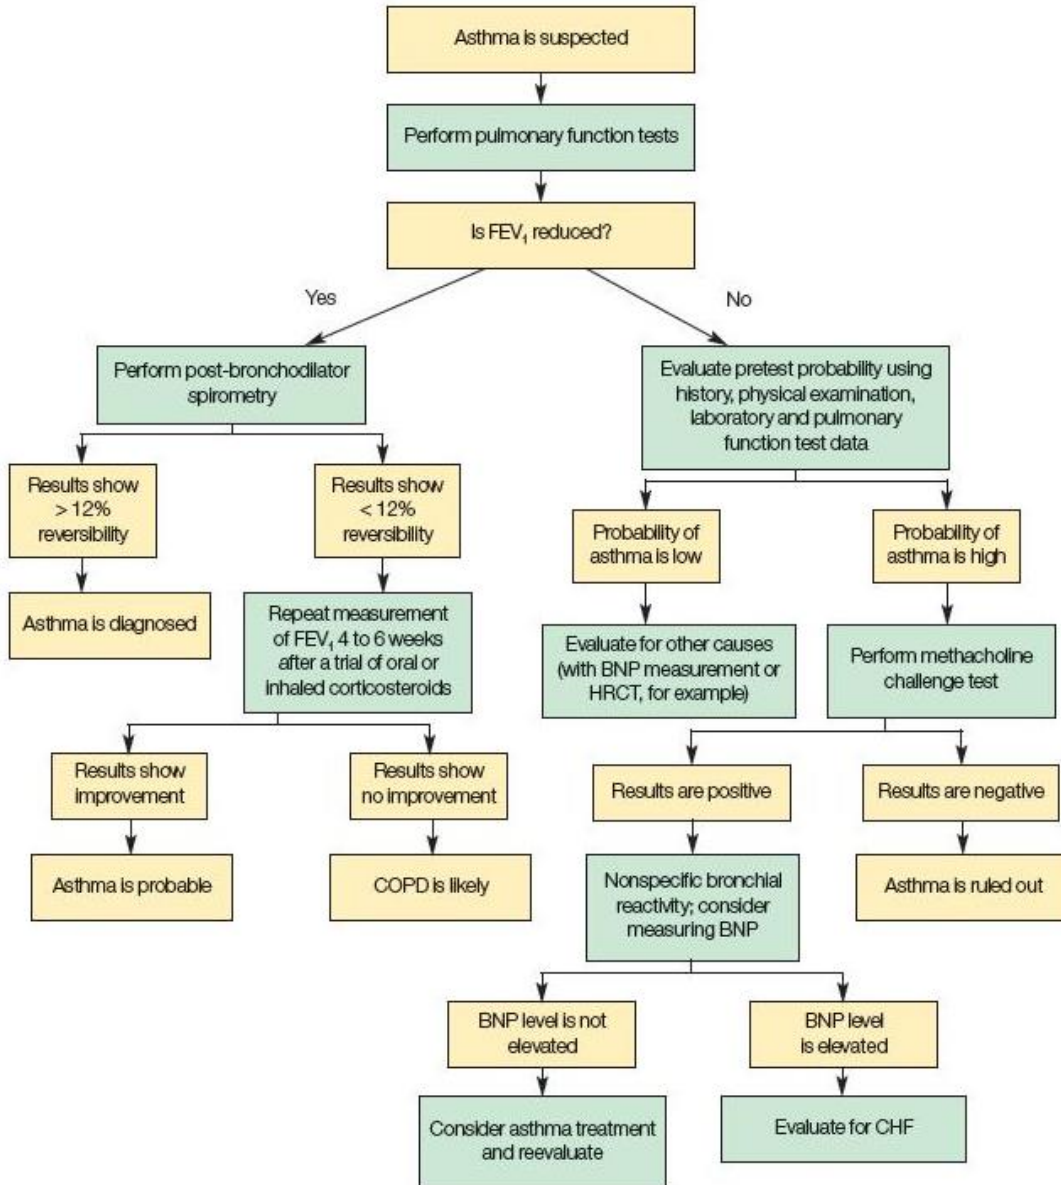 Asthma is suspected
Perform pulmonary function tests
Is FEV₁ reduced?
Yes
No
Perform post-bronchodilator
spirometry
Evaluate pretest probability using
history, physical examination,
laboratory and pulmonary
function test data
Results show
> 12%
reversibility
Results show
< 12%
reversibility
Probability of
asthma is low
Probability of
asthma is high
Asthma is diagnosed
Repeat measurement
of FEV₁ 4 to 6 weeks
after a trial of oral or
inhaled corticosteroids
Evaluate for other causes
(with BNP measurement or
HRCT, for example)
Perform methacholine
challenge test
Results show
improvement
Results show
no improvement
Results are positive
Results are negative
Asthma is probable
COPD is likely
Nonspecific bronchial
reactivity; consider
measuring BNP
Asthma is ruled out
BNP level is not
elevated
BNP level
is elevated
Consider asthma treatment
and reevaluate
Evaluate for CHF